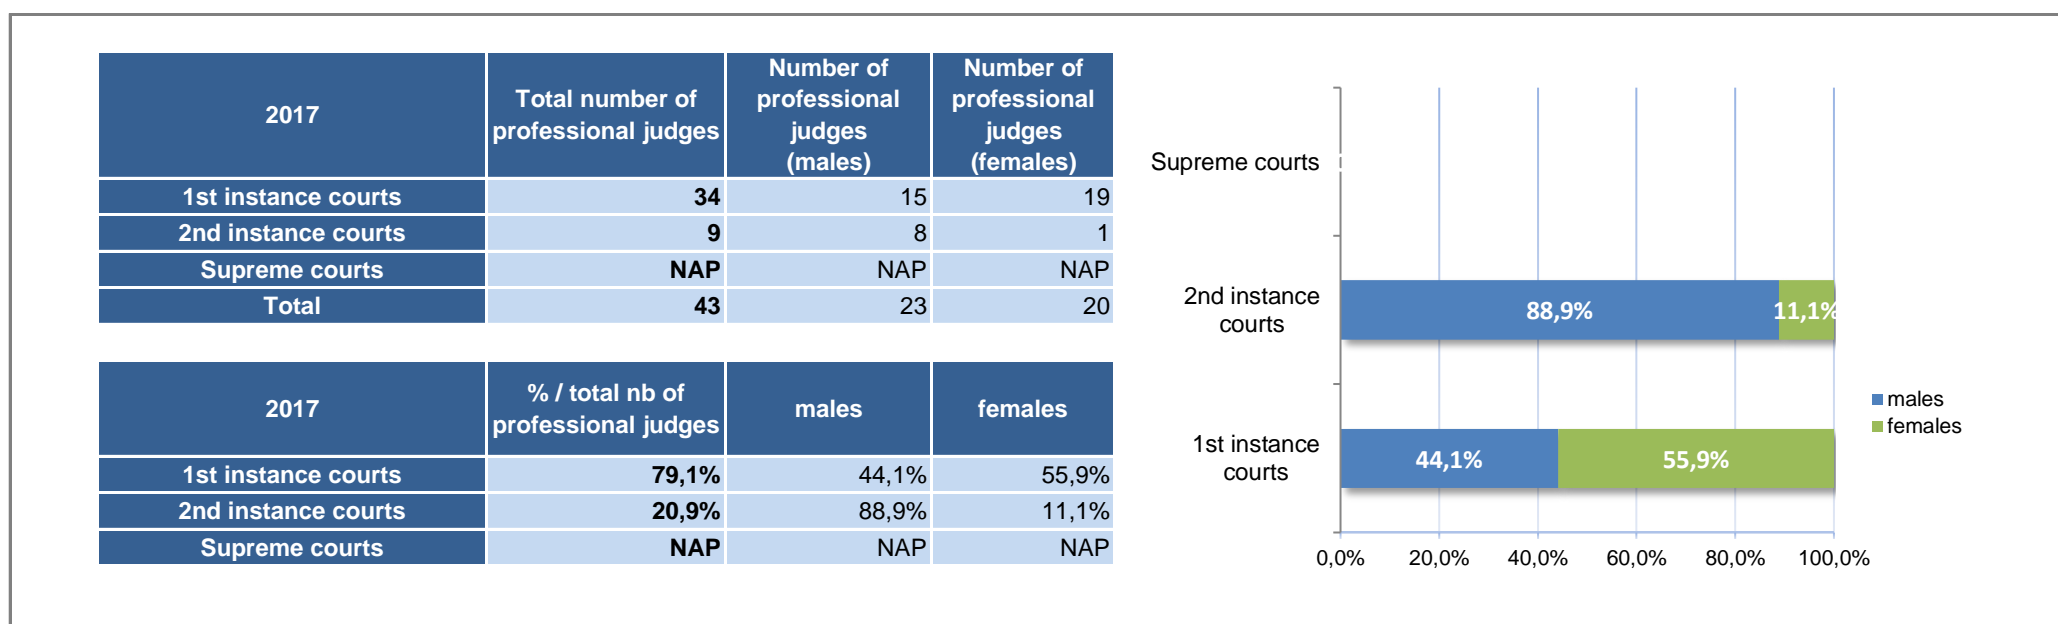 2017
Total number of
professional judges
Number of
professional
judges
(males)
Number of
professional
judges
(females)
1st instance courts 34 15 19
2nd instance courts 9 8 1
Supreme courts NAP NAP NAP
Total 43 23 20
2017
% / total nb of
professional judges
males
females
1st instance courts 79,1% 44,1% 55,9%
2nd instance courts 20,9% 88,9% 11,1%
Supreme courts NAP NAP NAP
Supreme courts
2nd instance
courts
88,9% 11,1%
1st instance
courts
44,1% 55,9%
0,0% 20,0% 40,0% 60,0% 80,0% 100,0%
males
females